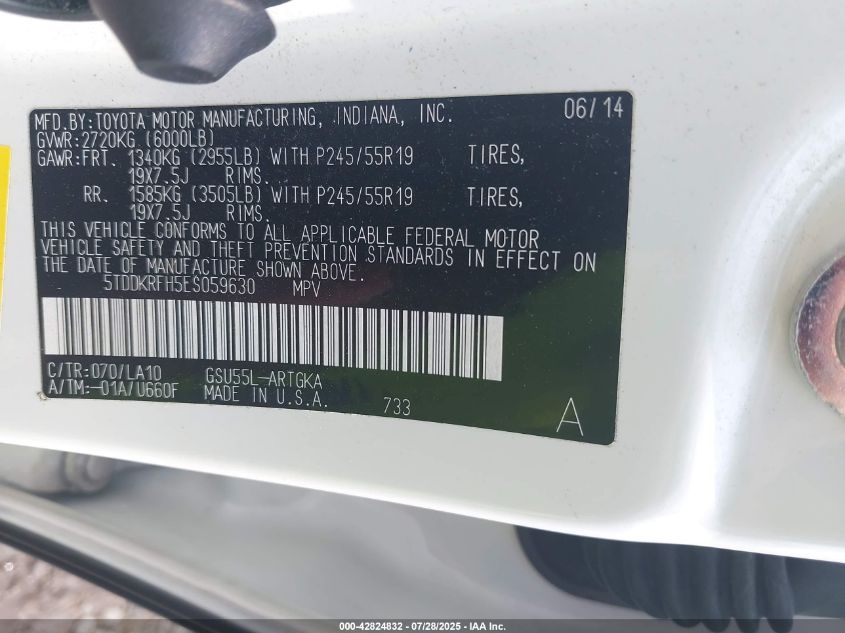 MFD.BY:TOYOTA MOTOR MANUFACTURING, INDIANA, INC. 06/14
GVWR:2720KG (6000LB)
GAWR:FRT. 1340KG (2955LB) WITH P245/55R19 TIRES,
19X7.5J RIMS.
RR. 1585KG (3505LB) WITH P245/55R19 TIRES,
19X7.5J RIMS.
THIS VEHICLE CONFORMS TO ALL APPLICABLE FEDERAL MOTOR
VEHICLE SAFETY AND THEFT PREVENTION STANDARDS IN EFFECT ON
THE DATE OF MANUFACTURE SHOWN ABOVE.
5TDDKRFH5ES059630 MPV
C/TR:070/LA10 GSU55L-ARTGKA
A/TM:-01A/U660F MADE IN U.S.A. 733 A
000-42824832 - 07/28/2025 - IAA Inc.